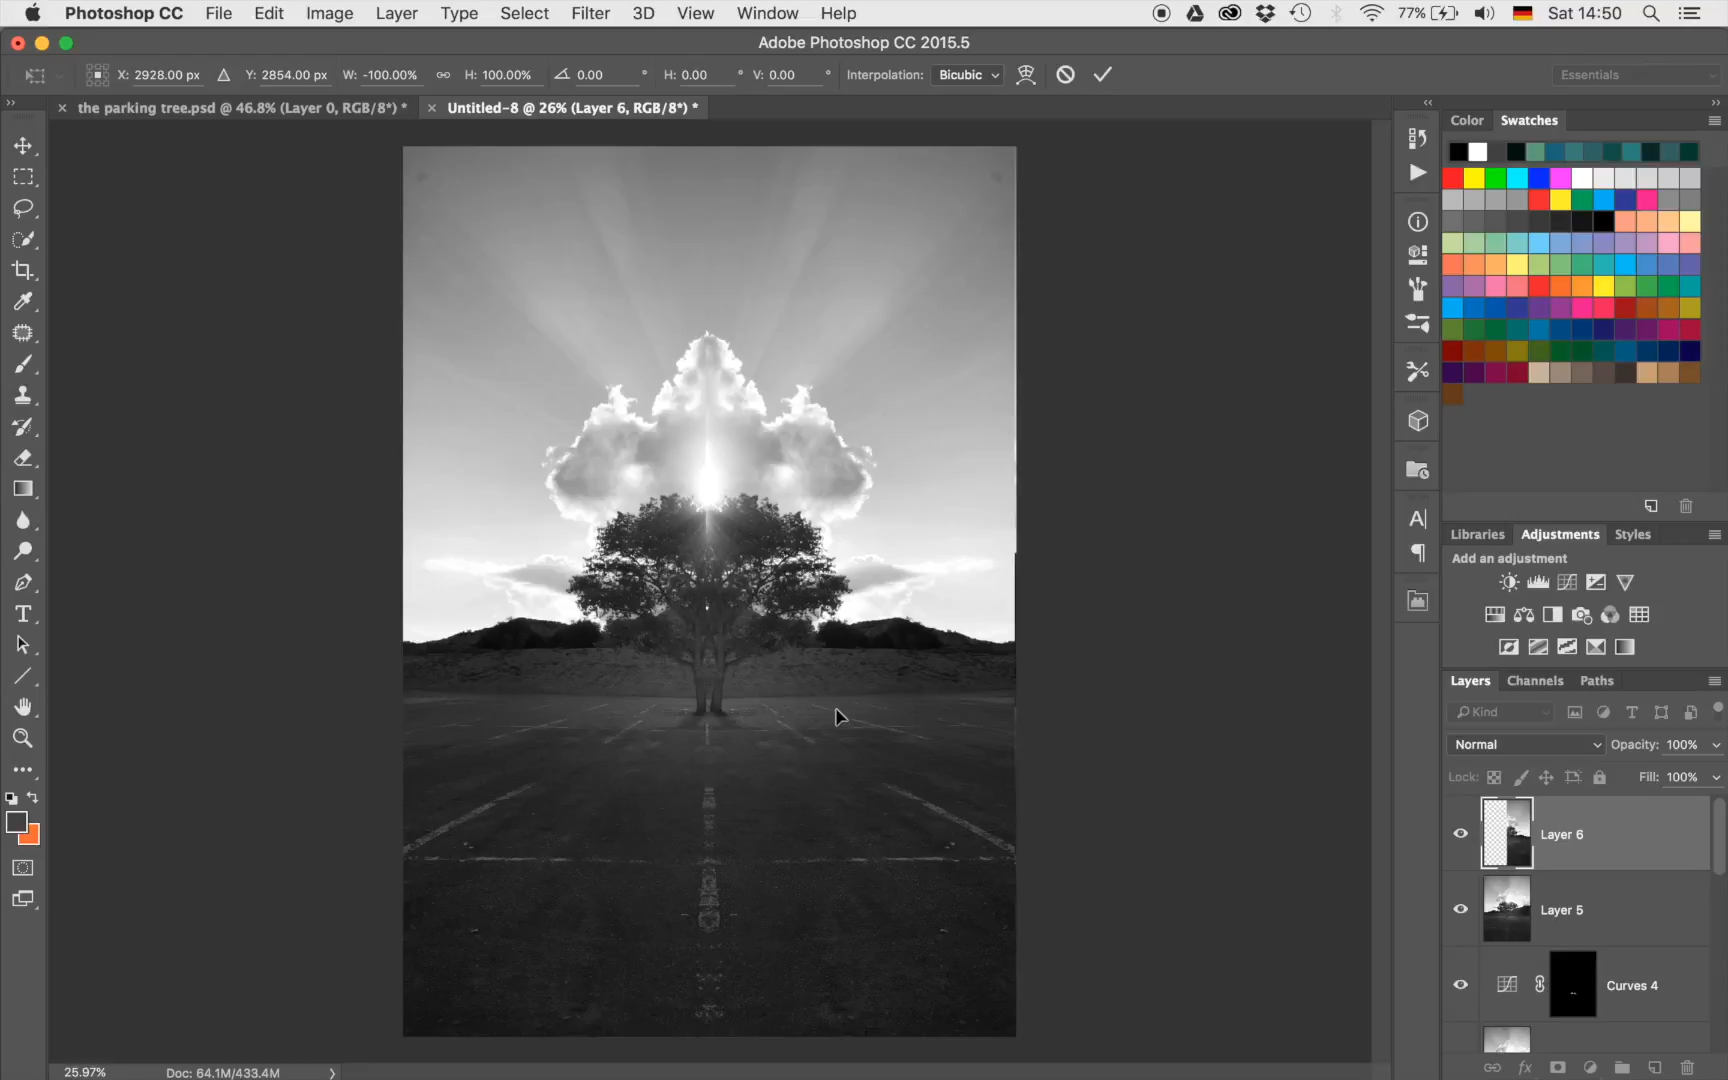 Photoshop CC File Edit Image Layer Type Select Filter 3D View Window Help 77% Sat 14:50
Adobe Photoshop CC 2015.5
X: 2928.00 px Y: 2854.00 px W: -100.00% H: 100.00% 0.00 ° H: 0.00 ° V: 0.00 ° Interpolation: Bicubic Essentials
the parking tree.psd @ 46.8% (Layer 0, RGB/8*) * Untitled-8 @ 26% (Layer 6, RGB/8*) *
Color Swatches
Libraries Adjustments Styles
Add an adjustment
Layers Channels Paths
Kind
Normal Opacity: 100%
Lock: Fill: 100%
Layer 6
Layer 5
Curves 4
25.97% Doc: 64.1M/433.4M